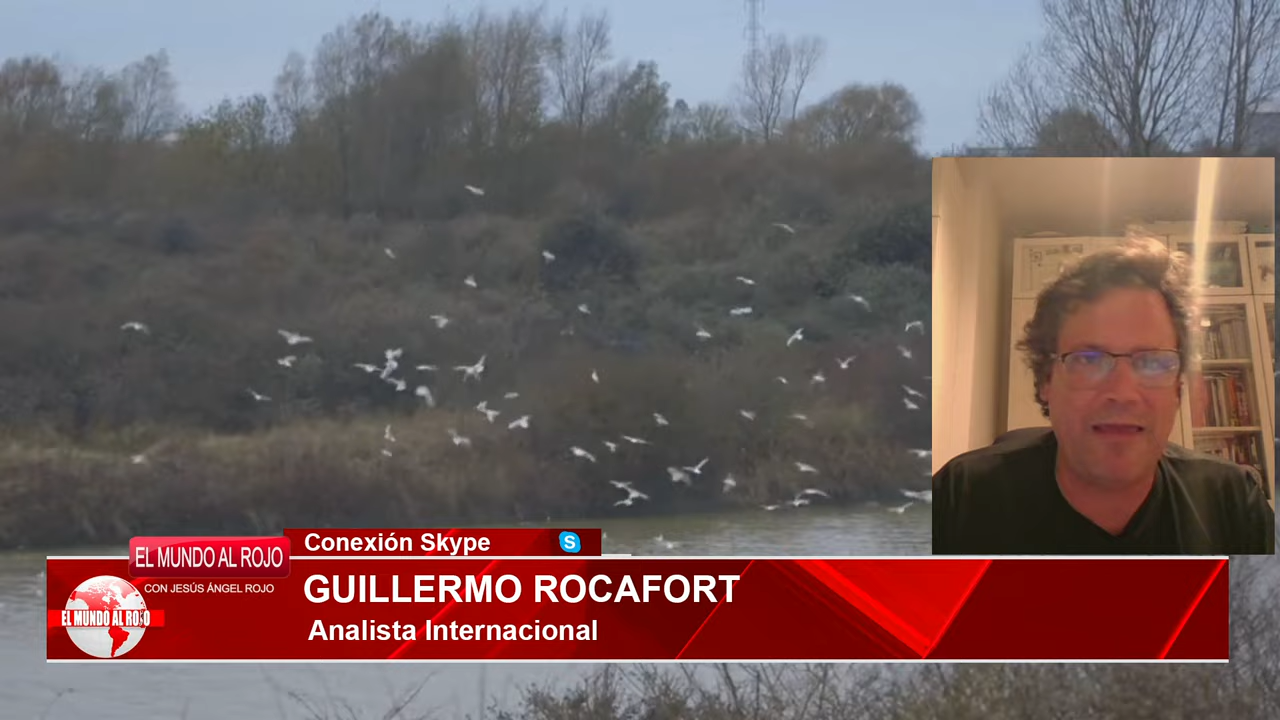 Conexión Skype
EL MUNDO AL ROJO
CON JESÚS ÁNGEL ROJO
EL MUNDO AL ROJO
GUILLERMO ROCAFORT
Analista Internacional